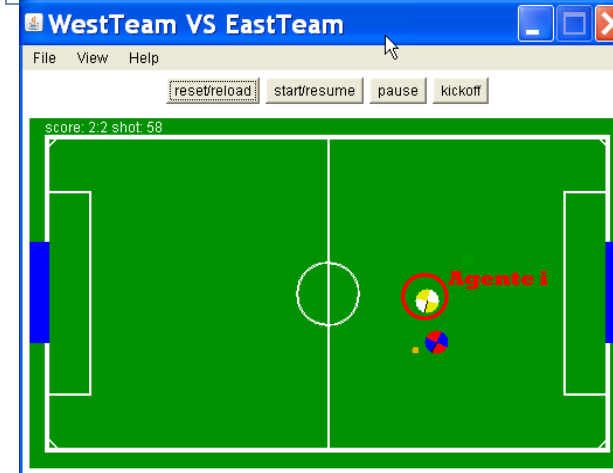 WestTeam VS EastTeam
File View Help
reset/reload start/resume pause kickoff
score: 2:2 shot: 58
Agente i